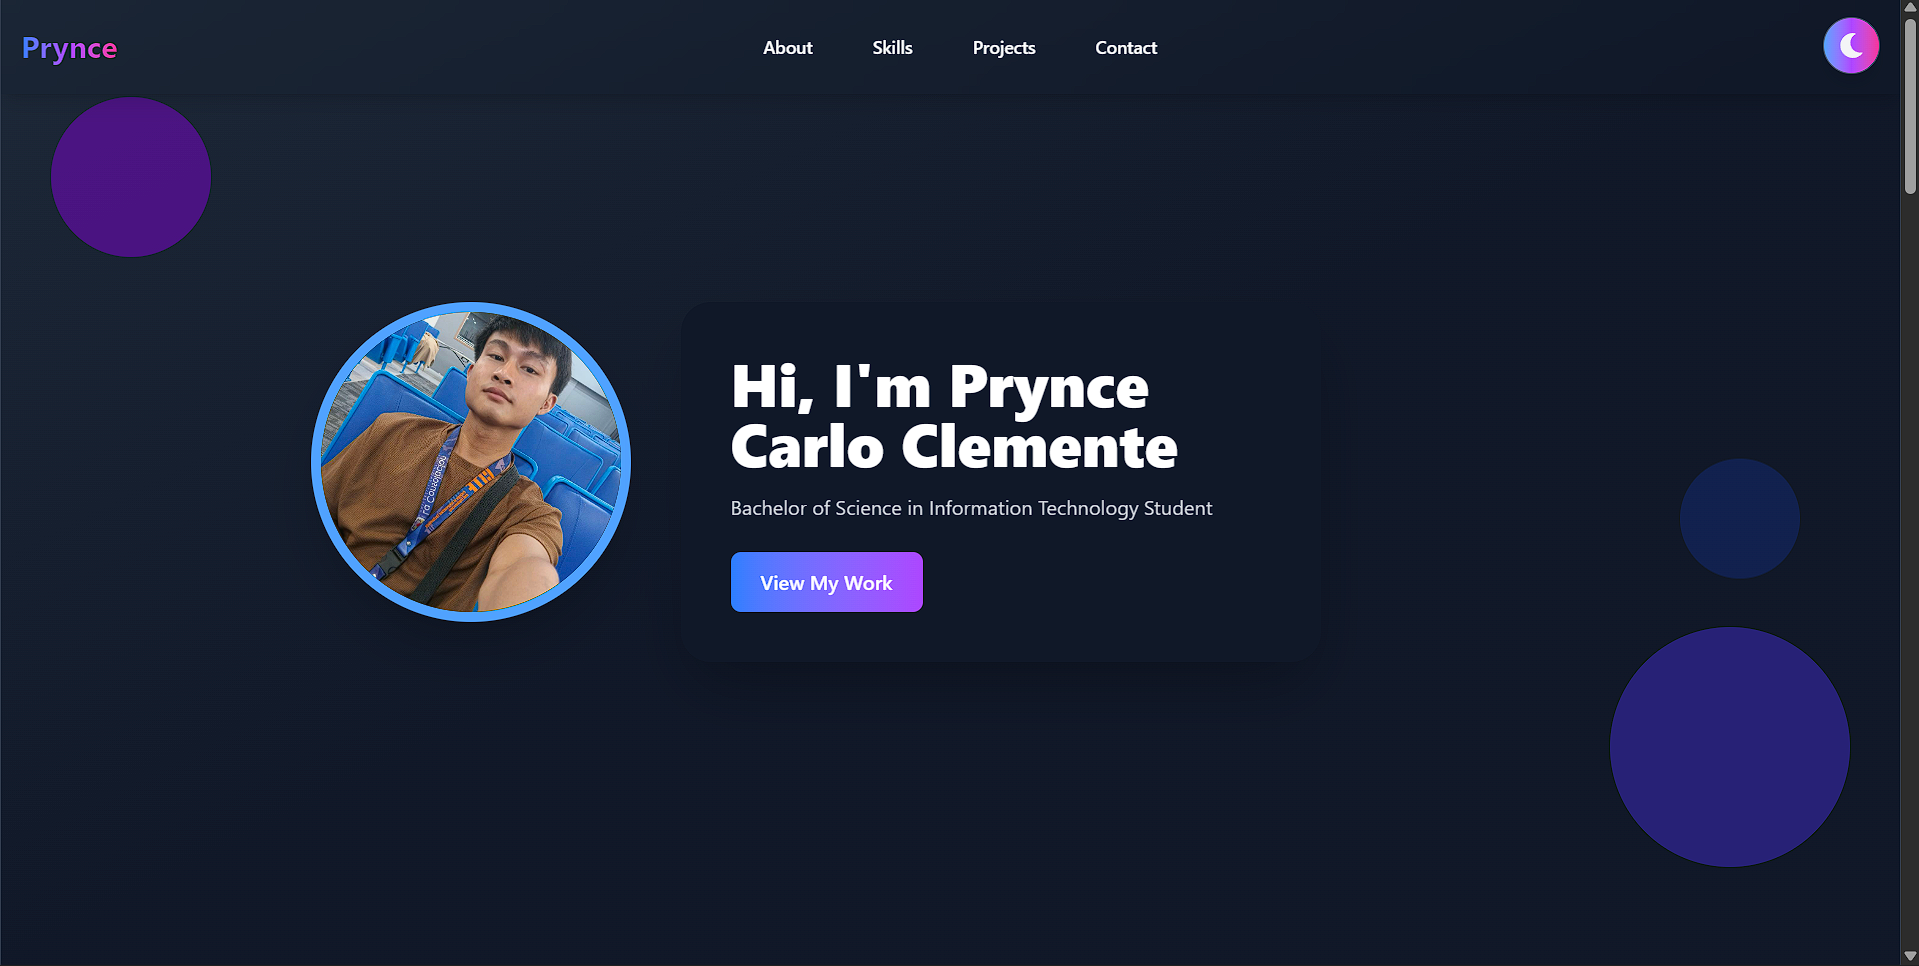 Prynce
About
Skills
Projects
Contact
Hi, I'm Prynce
Carlo Clemente
Bachelor of Science in Information Technology Student
View My Work